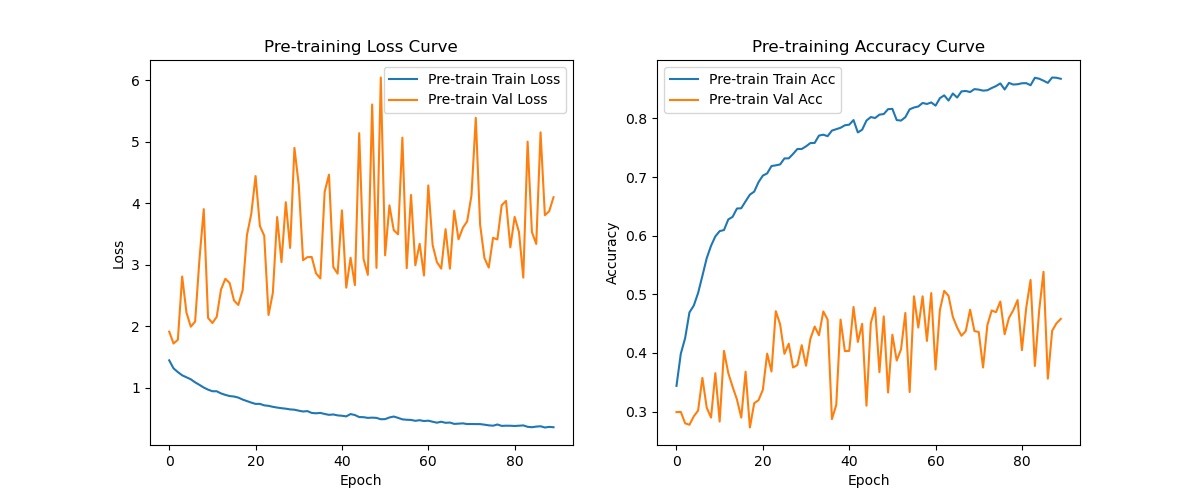 Pre-training Loss Curve
Pre-train Train Loss
Pre-train Val Loss
6
5
4
3
2
1
Loss
0
20
40
60
80
Epoch
Pre-training Accuracy Curve
Pre-train Train Acc
Pre-train Val Acc
0.8
0.7
0.6
0.5
0.4
0.3
Accuracy
0
20
40
60
80
Epoch